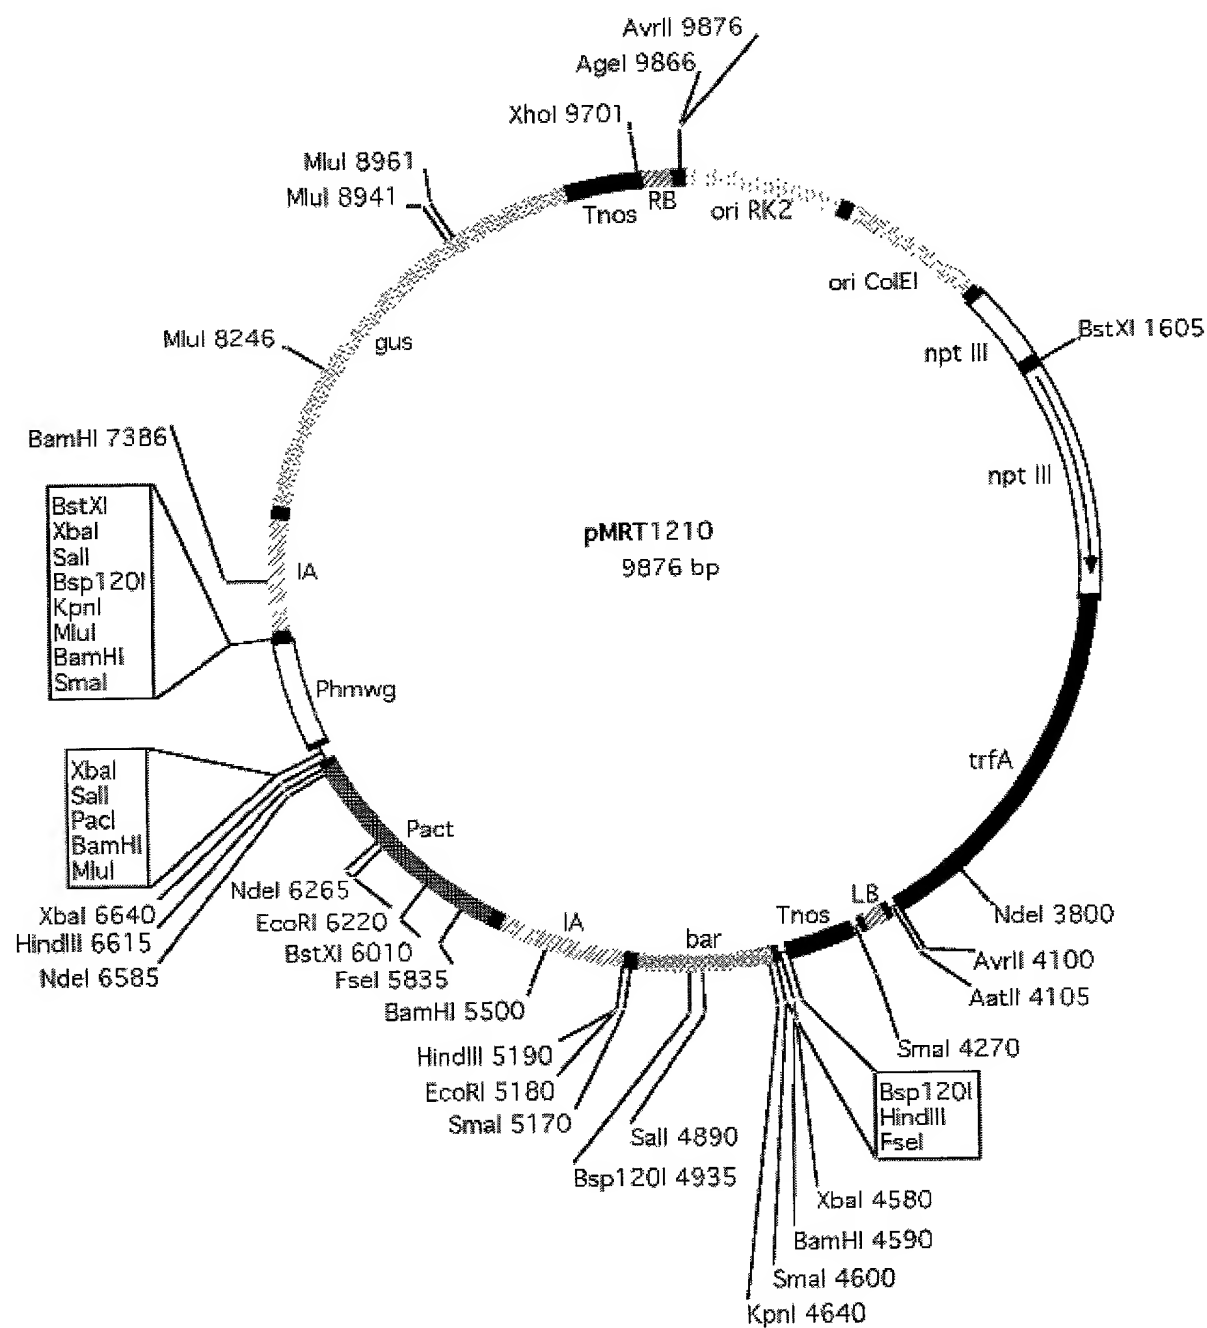 AvrII 9876
AgeI 9866
XhoI 9701
MluI 8961
MluI 8941
Tnos
RB
ori RK2
ori ColEI
MluI 8246
gus
npt III
BstXI 1605
BamHI 7386
npt III
BstXI
XbaI
SalI
Bsp120I
KpnI
MluI
BamHI
SmaI
pMRT1210
9876 bp
IA
Phmwg
trfA
XbaI
SalI
PacI
BamHI
MluI
Pact
NdeI 6265
EcoRI 6220
BstXI 6010
FseI 5835
BamHI 5500
XbaI 6640
HindIII 6615
NdeI 6585
IA
bar
Tnos
LB
NdeI 3800
AvrII 4100
AatII 4105
SmaI 4270
HindIII 5190
EcoRI 5180
SmaI 5170
SalI 4890
Bsp120I 4935
Bsp120I
HindIII
FseI
XbaI 4580
BamHI 4590
SmaI 4600
KpnI 4640